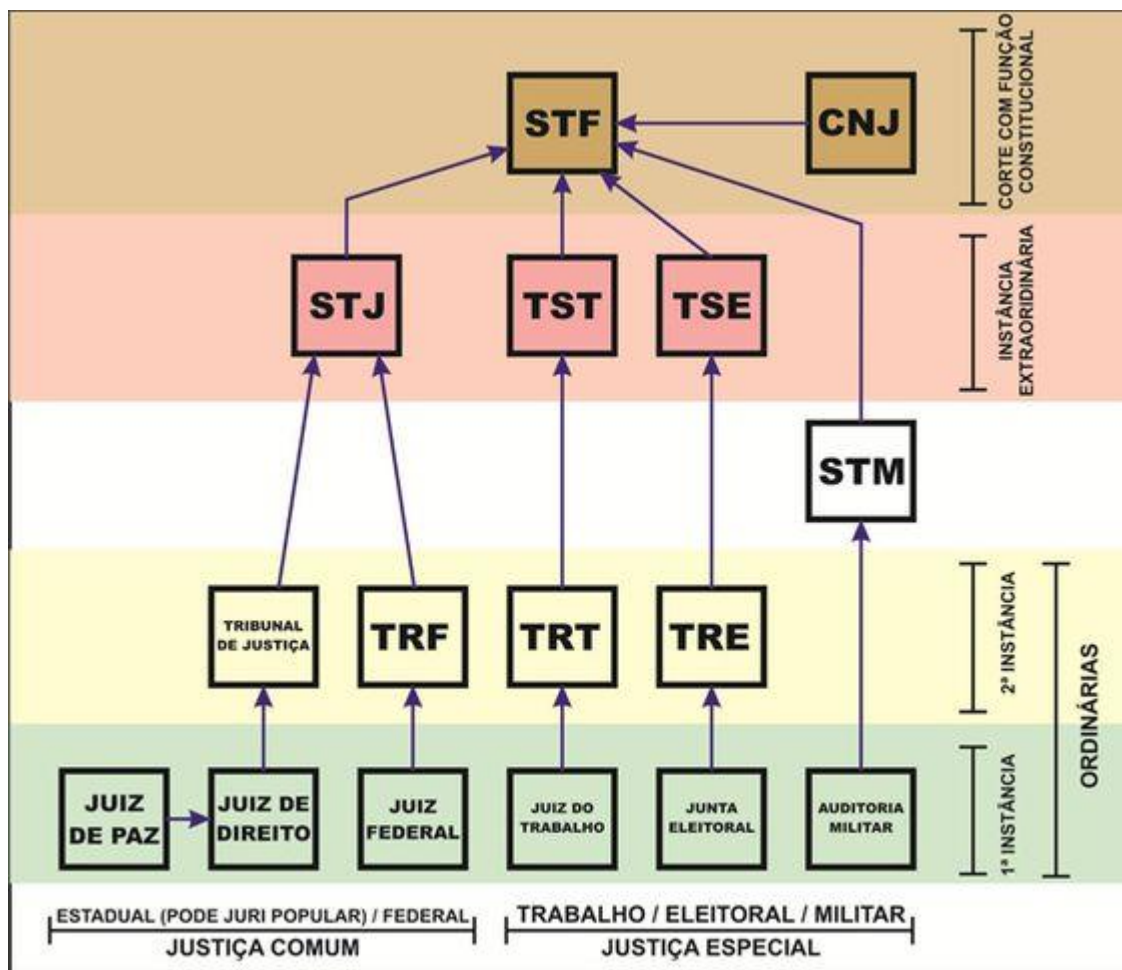 STF
CNJ
CORTE COM FUNÇÃO
CONSTITUCIONAL
STJ
TST
TSE
INSTÂNCIA
EXTRAORIDINÁRIA
STM
TRIBUNAL
DE JUSTIÇA
TRF
TRT
TRE
2ª INSTÂNCIA
ORDINÁRIAS
JUIZ
DE PAZ
JUIZ DE
DIREITO
JUIZ
FEDERAL
JUIZ DO
TRABALHO
JUNTA
ELEITORAL
AUDITORIA
MILITAR
1ª INSTÂNCIA
ESTADUAL (PODE JURI POPULAR) / FEDERAL
JUSTIÇA COMUM
TRABALHO / ELEITORAL / MILITAR
JUSTIÇA ESPECIAL